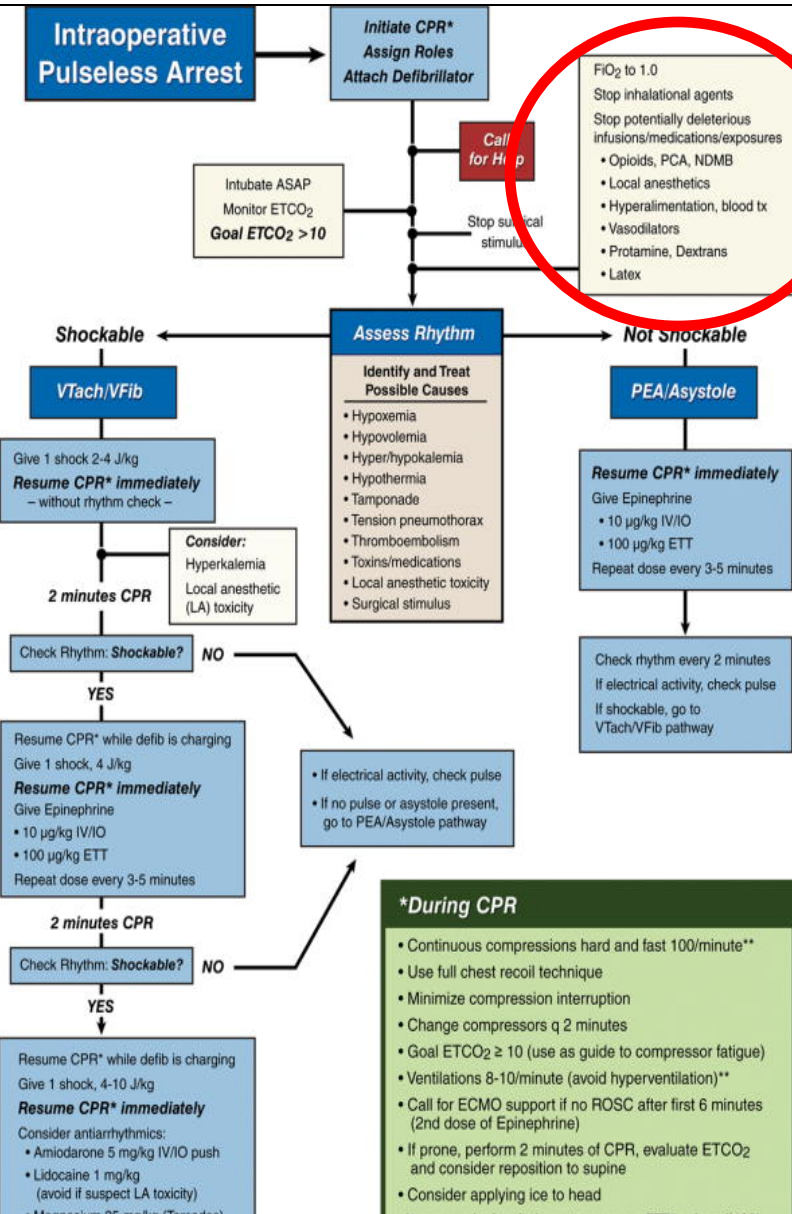 Intraoperative
Pulseless Arrest
Initiate CPR*
Assign Roles
Attach Defibrillator
Call
for Help
FiO2 to 1.0
Stop inhalational agents
Stop potentially deleterious
infusions/medications/exposures
• Opioids, PCA, NDMB
• Local anesthetics
• Hyperalimentation, blood tx
• Vasodilators
• Protamine, Dextrans
• Latex
Intubate ASAP
Monitor ETCO2
Goal ETCO2 >10
Stop surgical
stimulus
Shockable
Assess Rhythm
Not Shockable
Identify and Treat
Possible Causes
• Hypoxemia
• Hypovolemia
• Hyper/hypokalemia
• Hypothermia
• Tamponade
• Tension pneumothorax
• Thromboembolism
• Toxins/medications
• Local anesthetic toxicity
• Surgical stimulus
VTach/VFib
Give 1 shock 2-4 J/kg
Resume CPR* immediately
– without rhythm check –
Consider:
Hyperkalemia
Local anesthetic
(LA) toxicity
2 minutes CPR
Check Rhythm: Shockable?
NO
YES
Resume CPR* while defib is charging
Give 1 shock, 4 J/kg
Resume CPR* immediately
Give Epinephrine
• 10 µg/kg IV/IO
• 100 µg/kg ETT
Repeat dose every 3-5 minutes
2 minutes CPR
Check Rhythm: Shockable?
NO
YES
Resume CPR* while defib is charging
Give 1 shock, 4-10 J/kg
Resume CPR* immediately
Consider antiarrhythmics:
• Amiodarone 5 mg/kg IV/IO push
• Lidocaine 1 mg/kg
(avoid if suspect LA toxicity)
• If electrical activity, check pulse
• If no pulse or asystole present,
go to PEA/Asystole pathway
PEA/Asystole
Resume CPR* immediately
Give Epinephrine
• 10 µg/kg IV/IO
• 100 µg/kg ETT
Repeat dose every 3-5 minutes
Check rhythm every 2 minutes
If electrical activity, check pulse
If shockable, go to
VTach/VFib pathway
*During CPR
• Continuous compressions hard and fast 100/minute**
• Use full chest recoil technique
• Minimize compression interruption
• Change compressors q 2 minutes
• Goal ETCO2 ≥ 10 (use as guide to compressor fatigue)
• Ventilations 8-10/minute (avoid hyperventilation)**
• Call for ECMO support if no ROSC after first 6 minutes
(2nd dose of Epinephrine)
• If prone, perform 2 minutes of CPR, evaluate ETCO2
and consider reposition to supine
• Consider applying ice to head